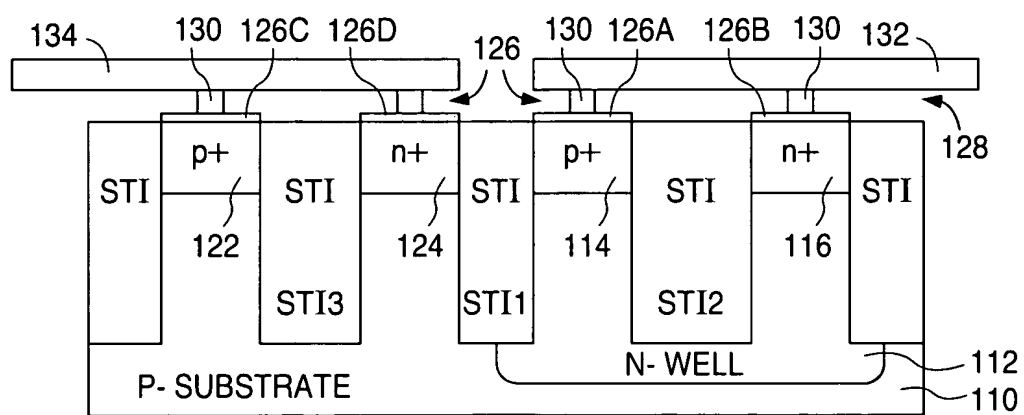 134 130 126C 126D 126 130 126A 126B 130 132
128
p+ n+ p+ n+
STI STI STI STI STI
122 124 114 116
STI3 STI1 STI2
N- WELL 112
P- SUBSTRATE 110